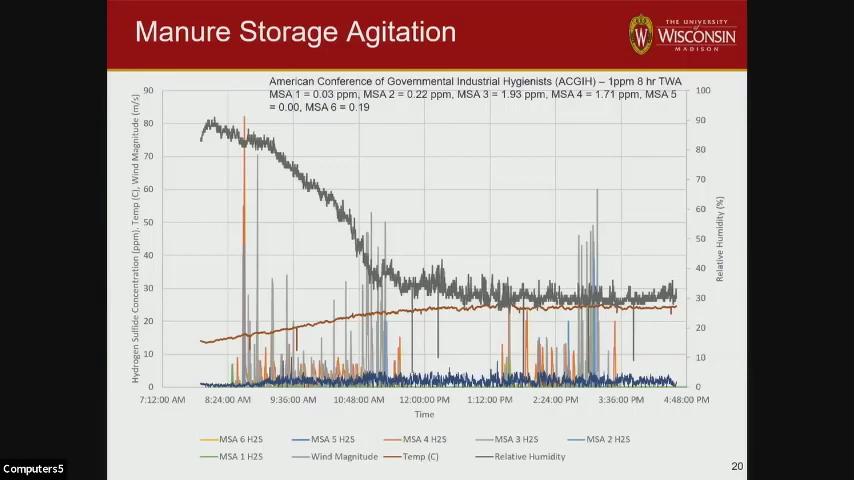 Manure Storage Agitation
THE UNIVERSITY
of
WISCONSIN
MADISON
American Conference of Governmental Industrial Hygienists (ACGIH) – 1ppm 8 hr TWA
MSA 1 = 0.03 ppm, MSA 2 = 0.22 ppm, MSA 3 = 1.93 ppm, MSA 4 = 1.71 ppm, MSA 5
= 0.00, MSA 6 = 0.19
Hydrogen Sulfide Concentration (ppm), Temp (C), Wind Magnitude (m/s)
90
80
70
60
50
40
30
20
10
0
100
90
80
70
60
50
40
30
20
10
0
Relative Humidity (%)
7:12:00 AM 8:24:00 AM 9:36:00 AM 10:48:00 AM 12:00:00 PM 1:12:00 PM 2:24:00 PM 3:36:00 PM 4:48:00 PM
Time
MSA 6 H2S MSA 5 H2S MSA 4 H2S MSA 3 H2S MSA 2 H2S
MSA 1 H2S Wind Magnitude Temp (C) Relative Humidity
20
Computers5